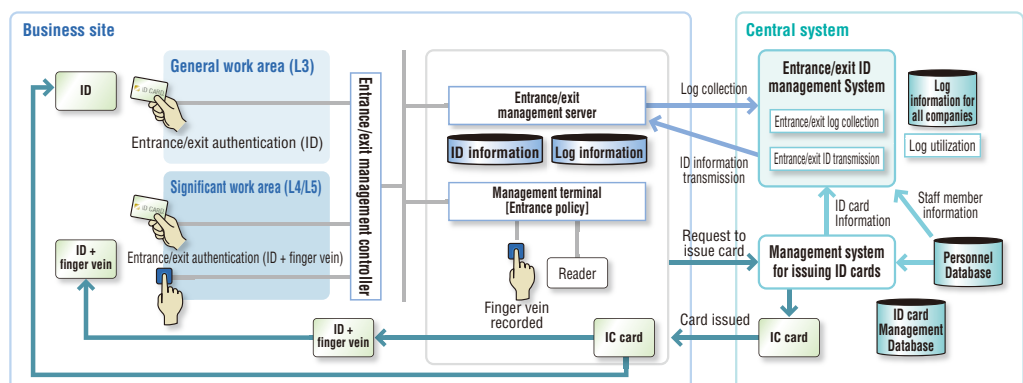 Business site
Central system
General work area (L3)
ID
ID CARD
Entrance/exit authentication (ID)
Significant work area (L4/L5)
ID CARD
ID +
finger vein
Entrance/exit authentication (ID + finger vein)
Entrance/exit management controller
Entrance/exit
management server
ID information
Log information
Management terminal
[Entrance policy]
Reader
Finger vein
recorded
ID +
finger vein
IC card
Log collection
ID information
transmission
Request to
issue card
Card issued
Entrance/exit ID
management System
Entrance/exit log collection
Entrance/exit ID transmission
Log
information for
all companies
Log utilization
ID card
Information
Staff member
information
Management system
for issuing ID cards
Personnel
Database
IC card
ID card
Management
Database